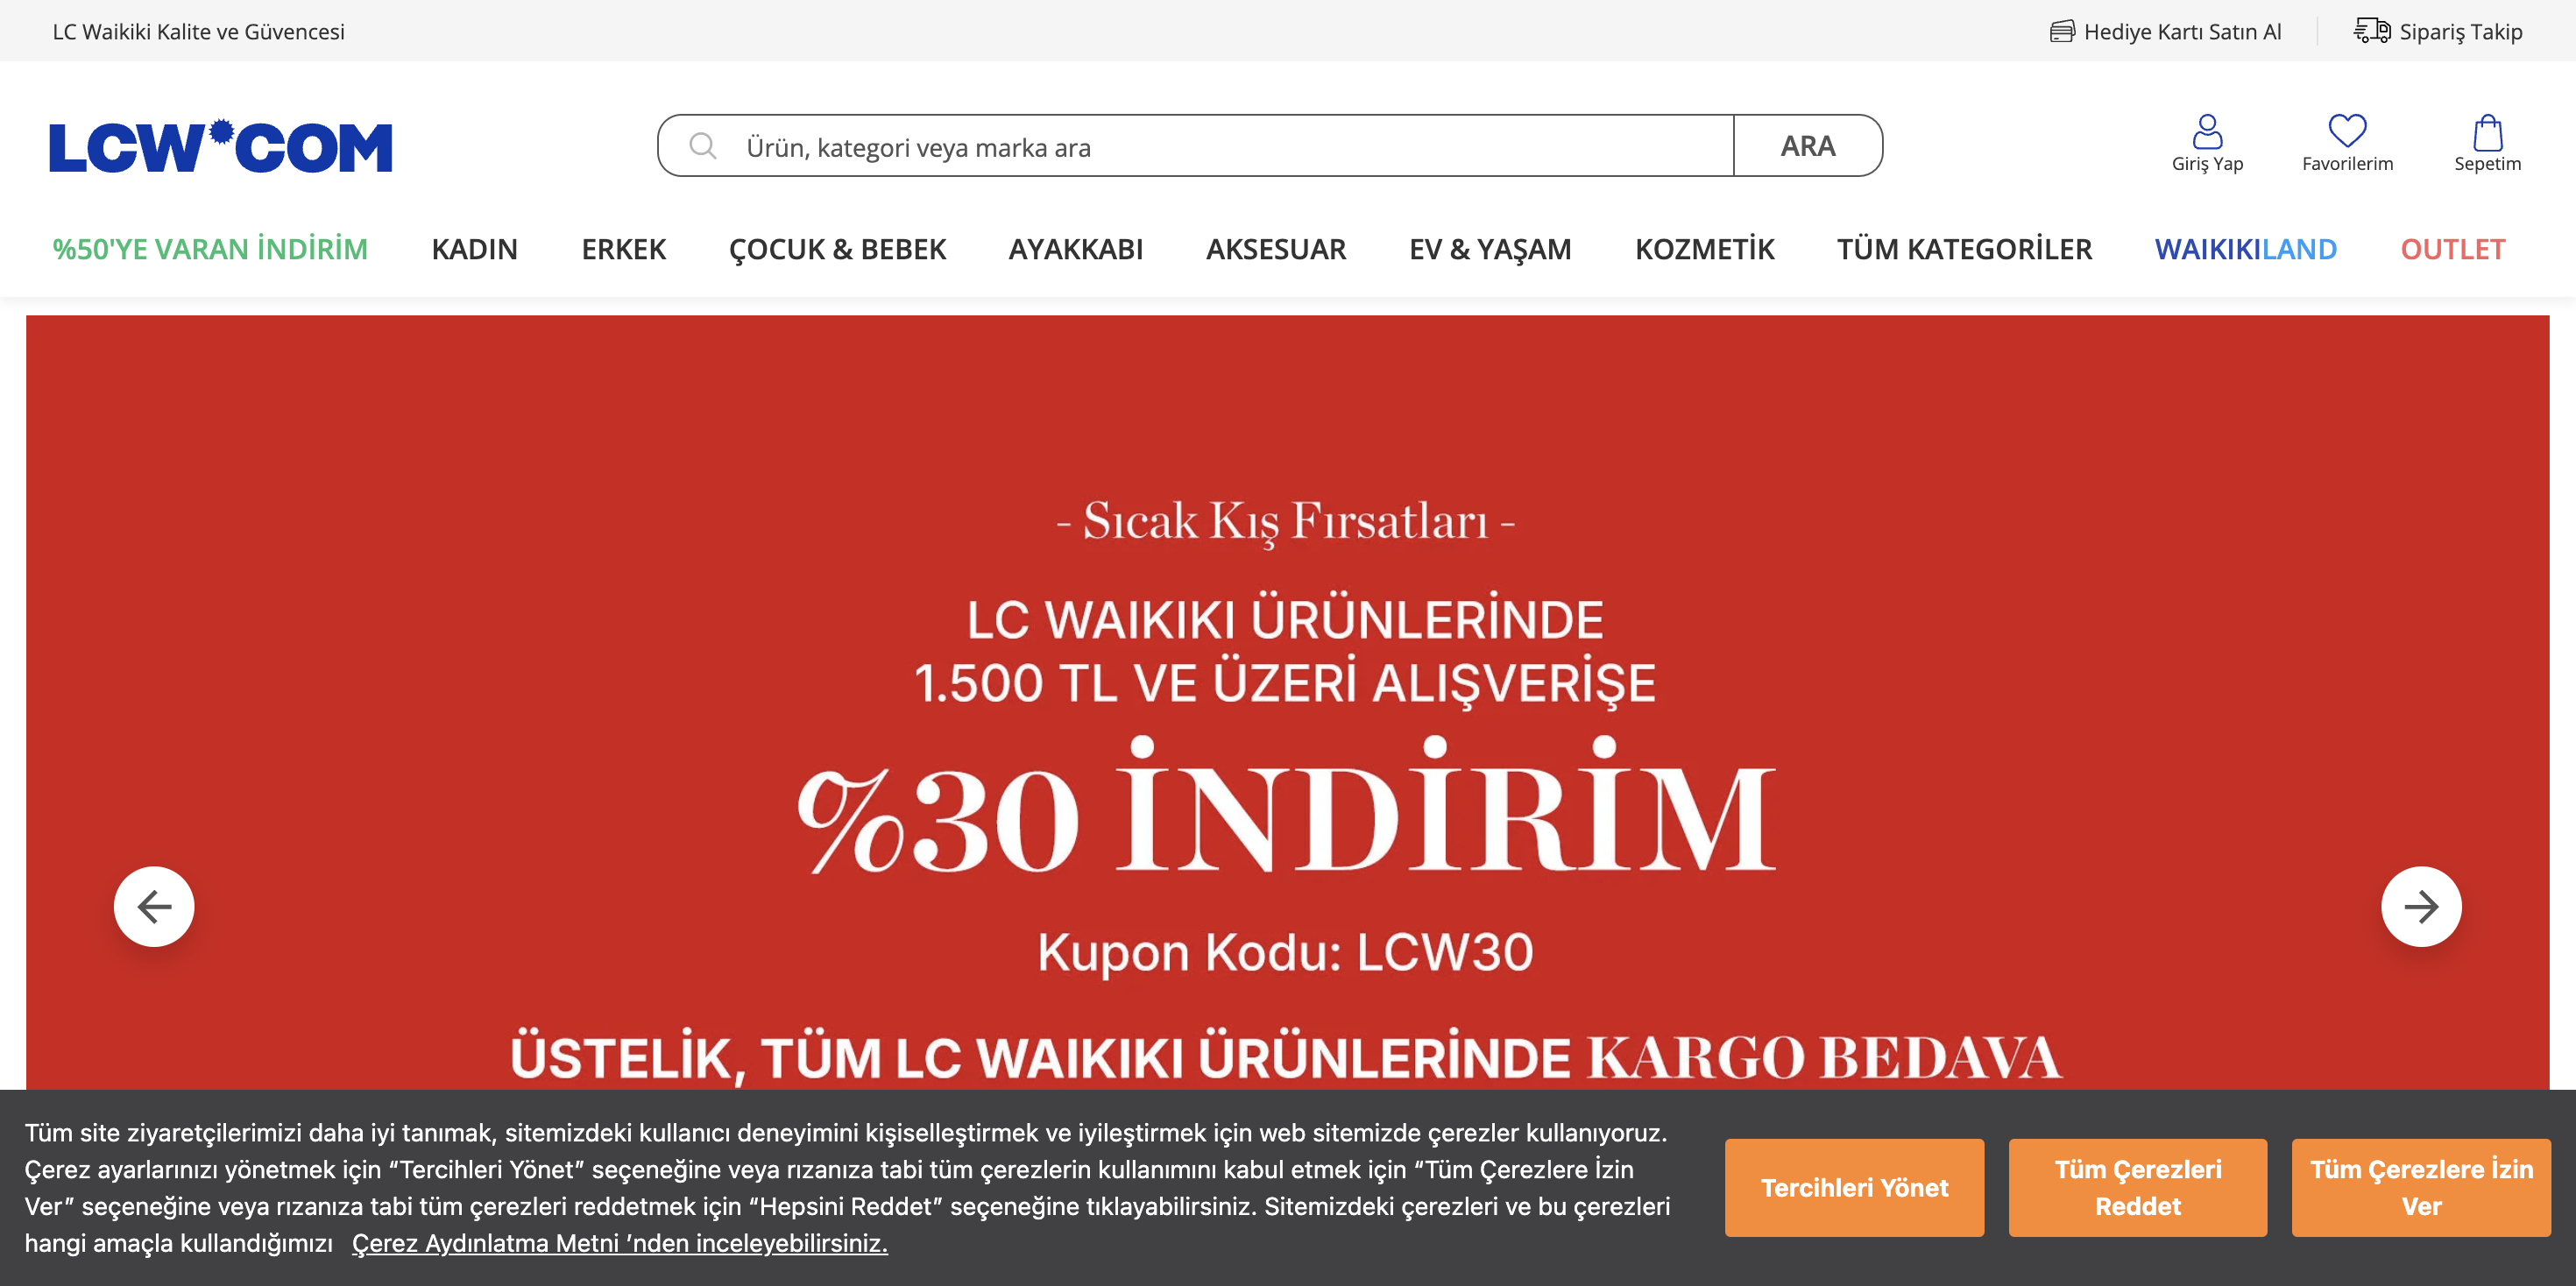 LC Waikiki Kalite ve Güvencesi
Hediye Kartı Satın Al
Sipariş Takip
LCW COM
Ürün, kategori veya marka ara
ARA
Giriş Yap
Favorilerim
Sepetim
%50'YE VARAN İNDİRİM
KADIN
ERKEK
ÇOCUK & BEBEK
AYAKKABI
AKSESUAR
EV & YAŞAM
KOZMETİK
TÜM KATEGORİLER
WAIKIKILAND
OUTLET
- Sıcak Kış Fırsatları -
LC WAIKIKI ÜRÜNLERİNDE
1.500 TL VE ÜZERİ ALIŞVERİŞE
%30 İNDİRİM
Kupon Kodu: LCW30
ÜSTELİK, TÜM LC WAIKIKI ÜRÜNLERİNDE KARGO BEDAVA
Tüm site ziyaretçilerimizi daha iyi tanımak, sitemizdeki kullanıcı deneyimini kişiselleştirmek ve iyileştirmek için web sitemizde çerezler kullanıyoruz.
Çerez ayarlarınızı yönetmek için “Tercihleri Yönet” seçeneğine veya rızanıza tabi tüm çerezlerin kullanımını kabul etmek için “Tüm Çerezlere İzin
Ver” seçeneğine veya rızanıza tabi tüm çerezleri reddetmek için “Hepsini Reddet” seçeneğine tıklayabilirsiniz. Sitemizdeki çerezleri ve bu çerezleri
hangi amaçla kullandığımızı Çerez Aydınlatma Metni ’nden inceleyebilirsiniz.
Tercihleri Yönet
Tüm Çerezleri
Reddet
Tüm Çerezlere İzin
Ver